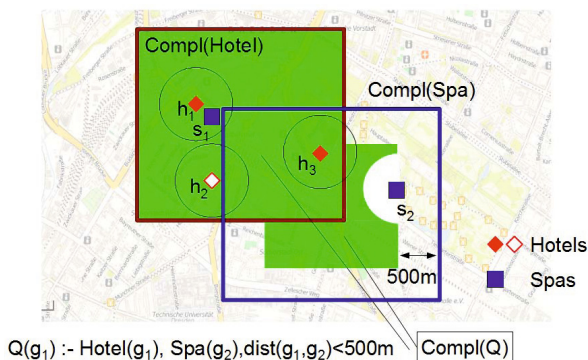 Compl(Hotel)
Compl(Spa)
h1
s1
h3
h2
s2
Hotels
500m
Spas
Q(g1) :- Hotel(g1), Spa(g2),dist(g1,g2)<500m
Compl(Q)